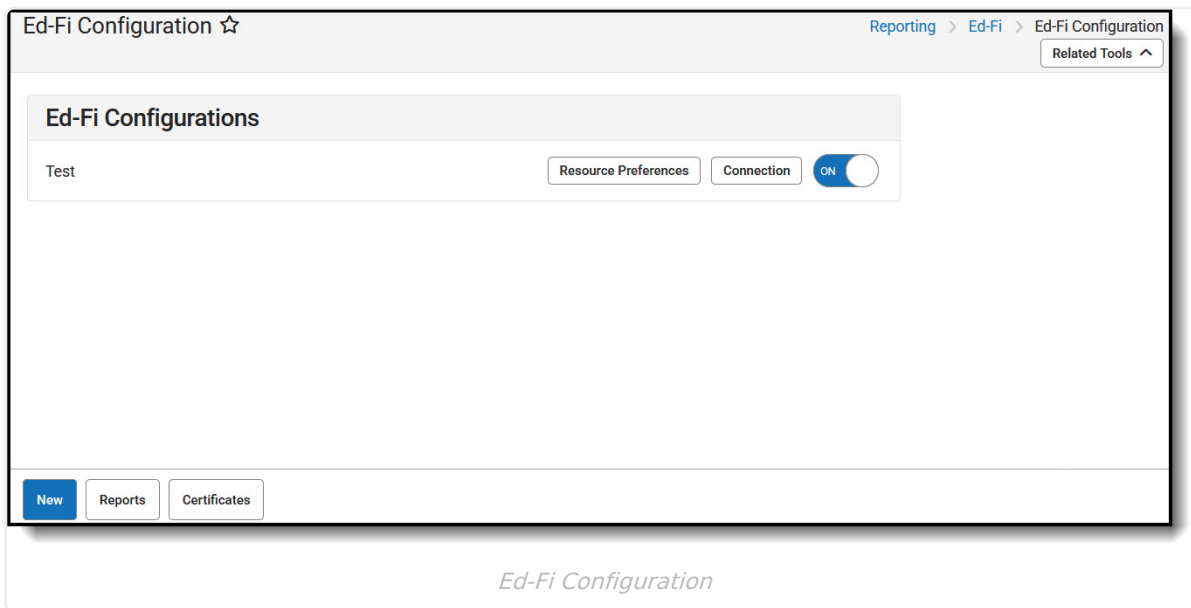 Ed-Fi Configuration
Reporting > Ed-Fi > Ed-Fi Configuration
Related Tools
Ed-Fi Configurations
Test Resource Preferences Connection ON
New Reports Certificates
Ed-Fi Configuration